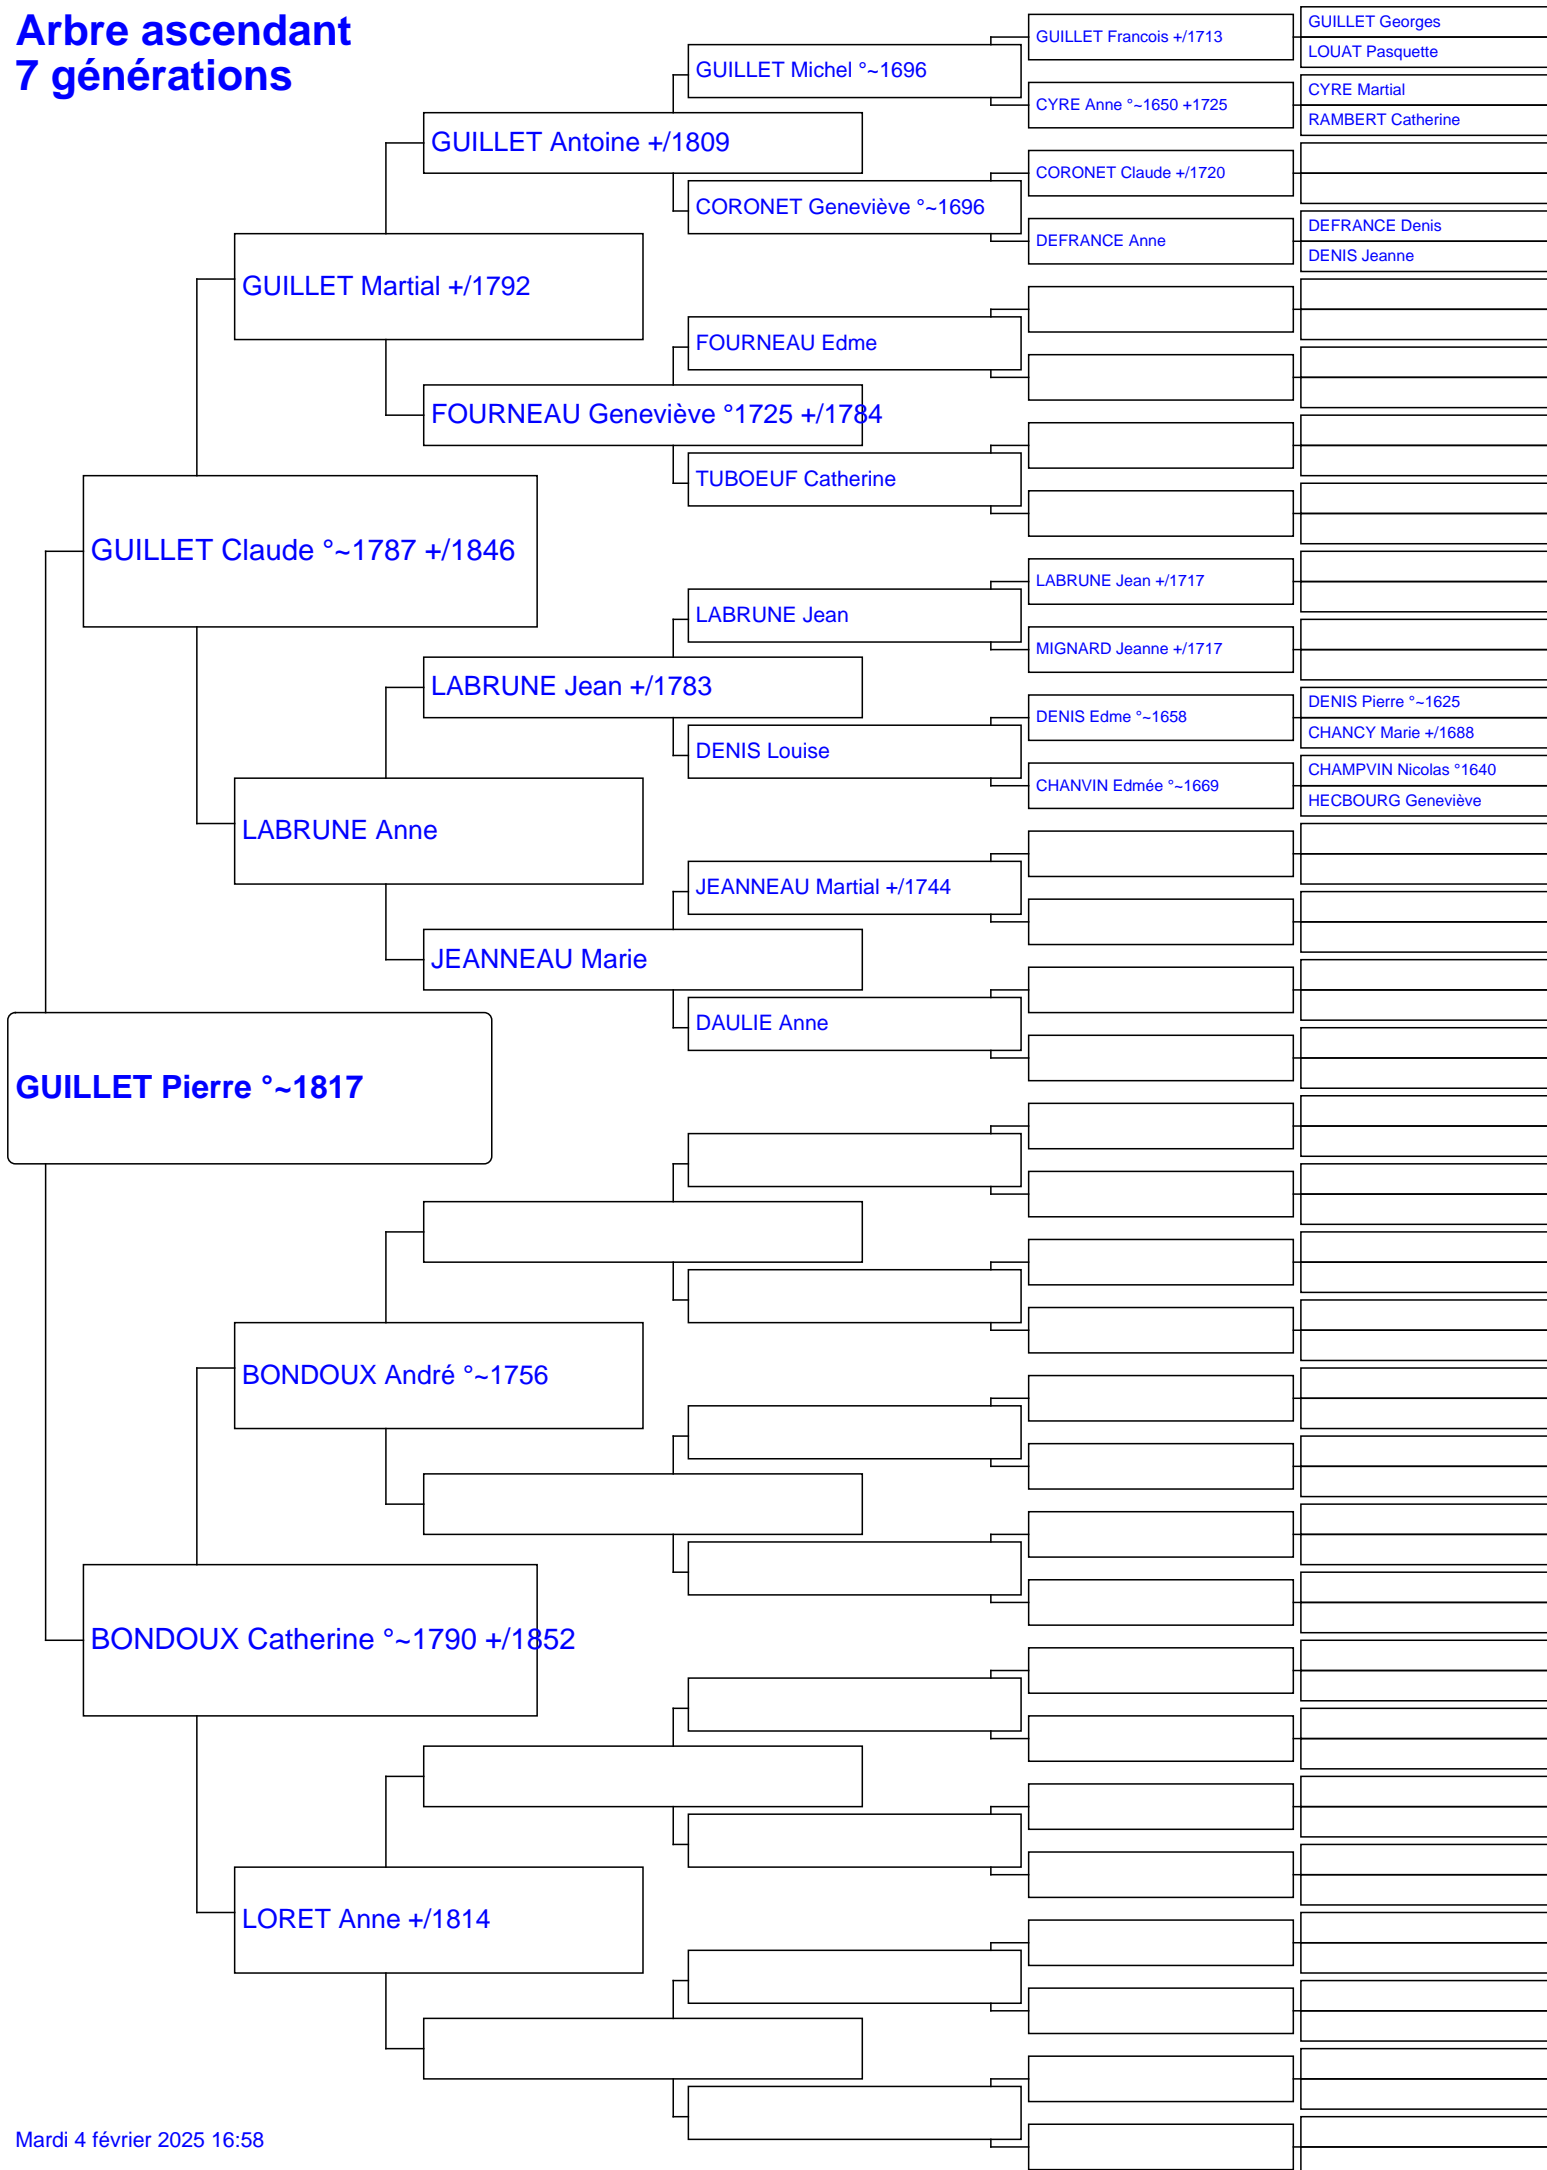 Arbre ascendant
7 générations
GUILLET Pierre °~1817
GUILLET Claude °~1787 +/1846
BONDOUX Catherine °~1790 +/1852
GUILLET Martial +/1792
LABRUNE Anne
BONDOUX André °~1756
LORET Anne +/1814
GUILLET Antoine +/1809
FOURNEAU Geneviève °1725 +/1784
LABRUNE Jean +/1783
JEANNEAU Marie
GUILLET Michel °~1696
CORONET Geneviève °~1696
FOURNEAU Edme
TUBOEUF Catherine
LABRUNE Jean
DENIS Louise
JEANNEAU Martial +/1744
DAULIE Anne
GUILLET Francois +/1713
CYRE Anne °~1650 +1725
CORONET Claude +/1720
DEFRANCE Anne
LABRUNE Jean +/1717
MIGNARD Jeanne +/1717
DENIS Edme °~1658
CHANVIN Edmée °~1669
GUILLET Georges
LOUAT Pasquette
CYRE Martial
RAMBERT Catherine
DEFRANCE Denis
DENIS Jeanne
DENIS Pierre °~1625
CHANCY Marie +/1688
CHAMPVIN Nicolas °1640
HECBOURG Geneviève
Mardi 4 février 2025 16:58